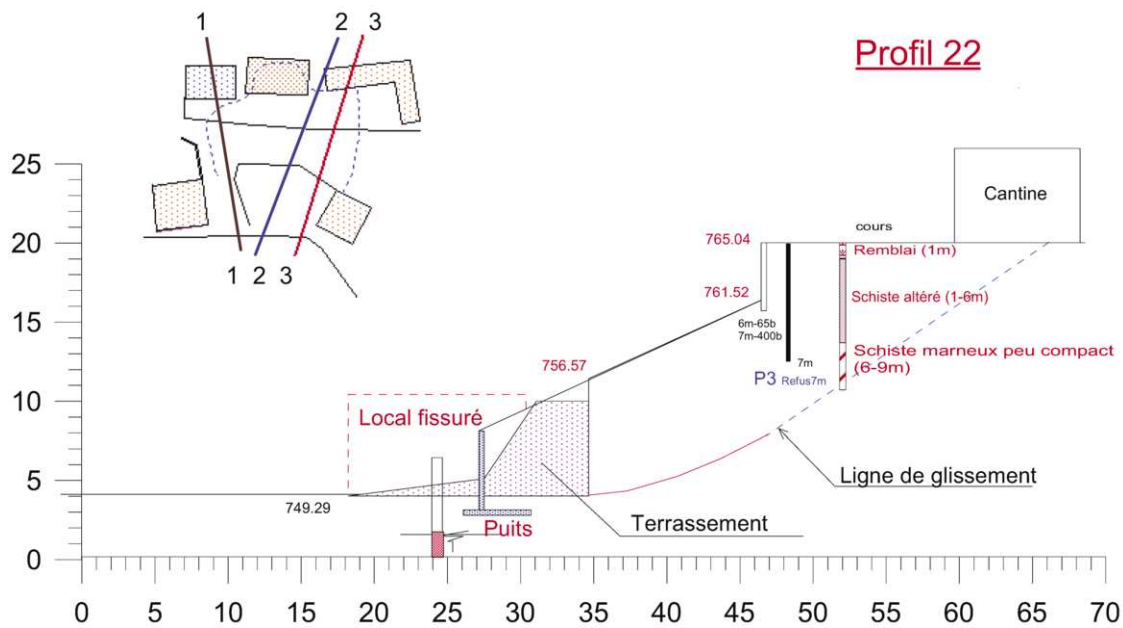 Profil 22
1 2 3
1 2 3
25
20
15
10
5
0
Cantine
cours
765.04
Remblai (1m)
761.52
Schiste altéré (1-6m)
6m-65b
7m-400b
7m
Schiste marneux peu compact
(6-9m)
P3 Refus7m
756.57
Local fissuré
Ligne de glissement
749.29
Puits
Terrassement
0 5 10 15 20 25 30 35 40 45 50 55 60 65 70